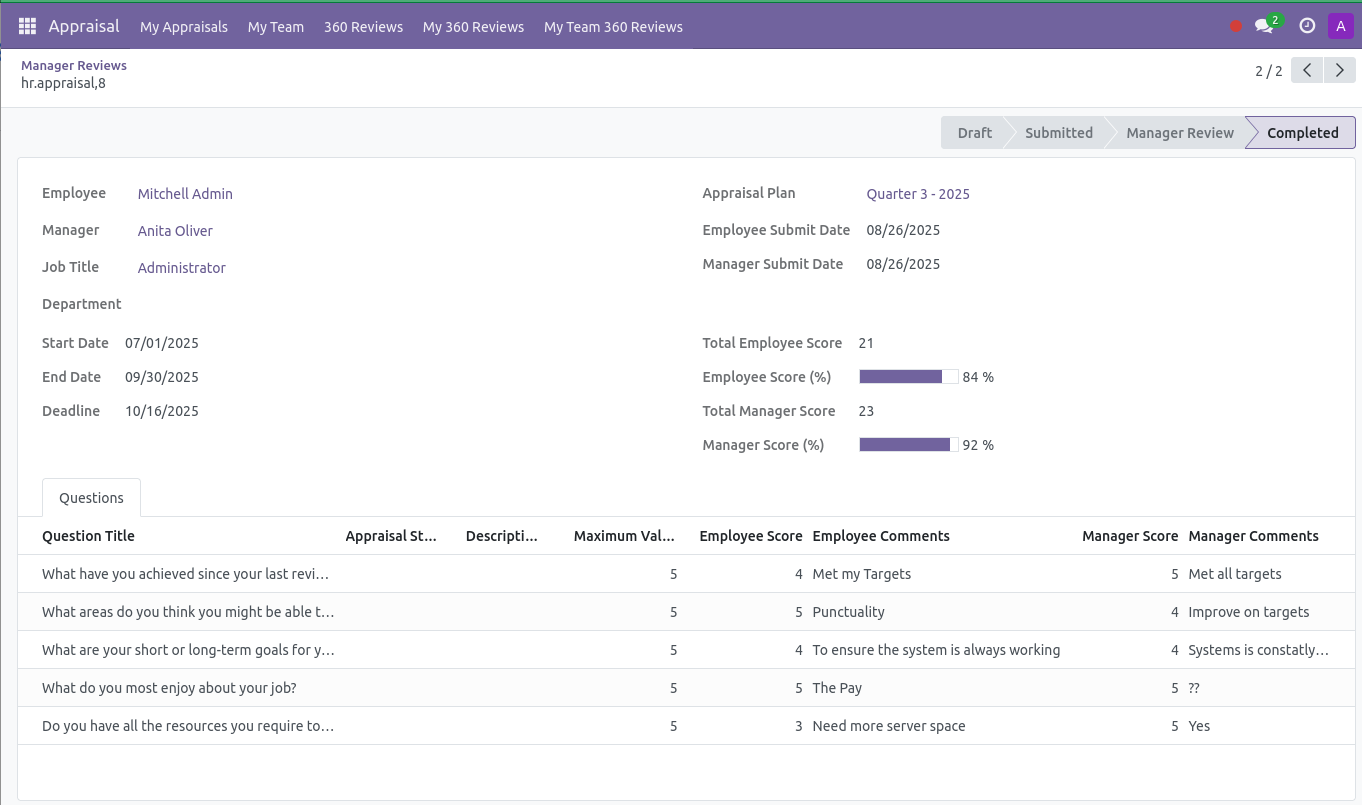 Appraisal My Appraisals My Team 360 Reviews My 360 Reviews My Team 360 Reviews 2 A
Manager Reviews
hr.appraisal,8
2 / 2
Draft Submitted Manager Review Completed
Employee Mitchell Admin
Manager Anita Oliver
Job Title Administrator
Department
Appraisal Plan Quarter 3 - 2025
Employee Submit Date 08/26/2025
Manager Submit Date 08/26/2025
Start Date 07/01/2025
End Date 09/30/2025
Deadline 10/16/2025
Total Employee Score 21
Employee Score (%) 84 %
Total Manager Score 23
Manager Score (%) 92 %
Questions
Question Title Appraisal St... Descripti... Maximum Val... Employee Score Employee Comments Manager Score Manager Comments
What have you achieved since your last revi... 5 4 Met my Targets 5 Met all targets
What areas do you think you might be able t... 5 5 Punctuality 4 Improve on targets
What are your short or long-term goals for y... 5 4 To ensure the system is always working 4 Systems is constatly...
What do you most enjoy about your job? 5 5 The Pay 5 ??
Do you have all the resources you require to... 5 3 Need more server space 5 Yes